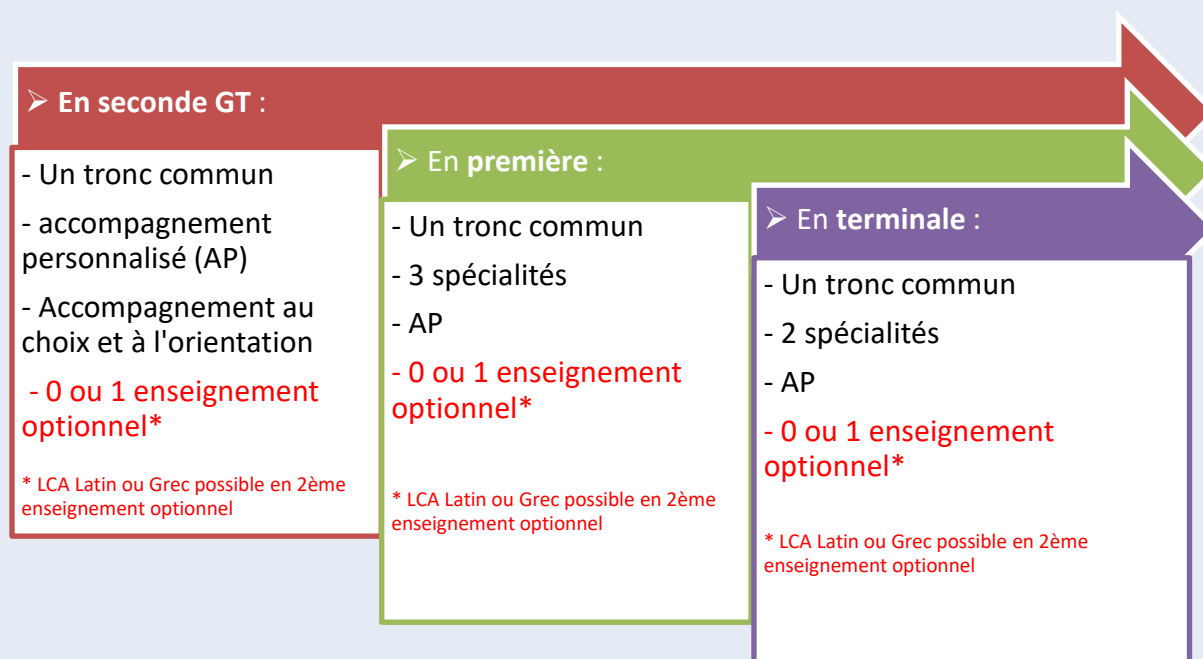 ➢ En seconde GT :
- Un tronc commun
- accompagnement
personnalisé (AP)
- Accompagnement au
choix et à l'orientation
- 0 ou 1 enseignement
optionnel*
* LCA Latin ou Grec possible en 2ème
enseignement optionnel
➢ En première :
- Un tronc commun
- 3 spécialités
- AP
- 0 ou 1 enseignement
optionnel*
* LCA Latin ou Grec possible en 2ème
enseignement optionnel
➢ En terminale :
- Un tronc commun
- 2 spécialités
- AP
- 0 ou 1 enseignement
optionnel*
* LCA Latin ou Grec possible en 2ème
enseignement optionnel